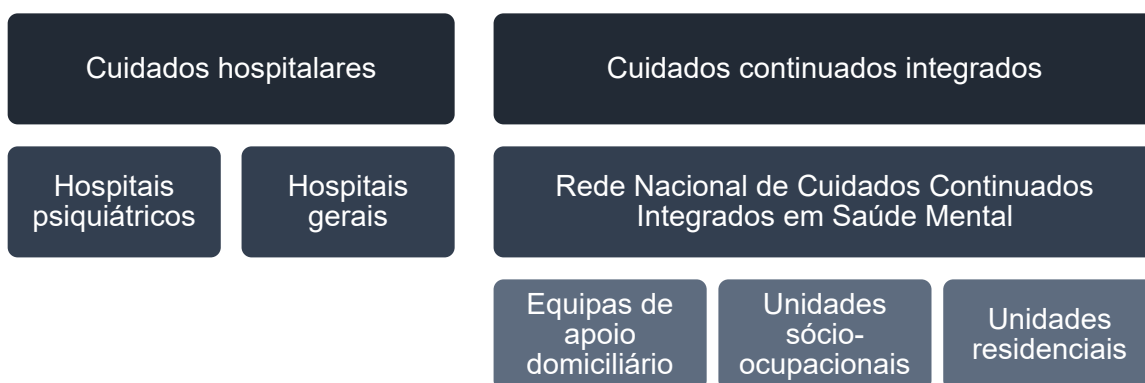 Cuidados hospitalares
Cuidados continuados integrados
Hospitais
psiquiátricos
Hospitais
gerais
Rede Nacional de Cuidados Continuados
Integrados em Saúde Mental
Equipas de
apoio
domiciliário
Unidades
sócio-
ocupacionais
Unidades
residenciais